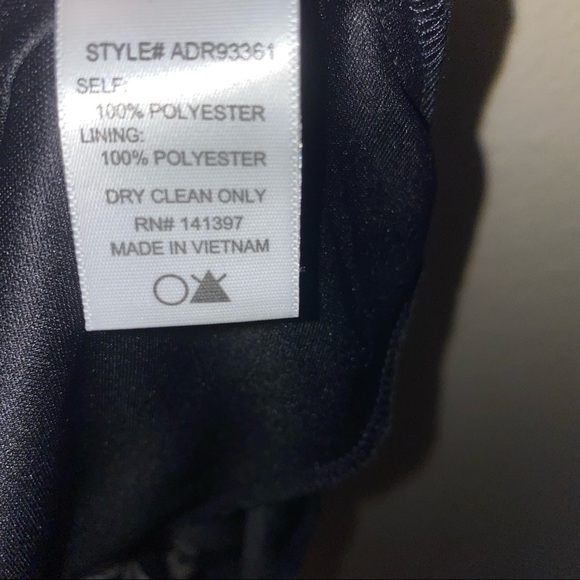 STYLE# ADR93361
SELF:
100% POLYESTER
LINING:
100% POLYESTER
DRY CLEAN ONLY
RN# 141397
MADE IN VIETNAM